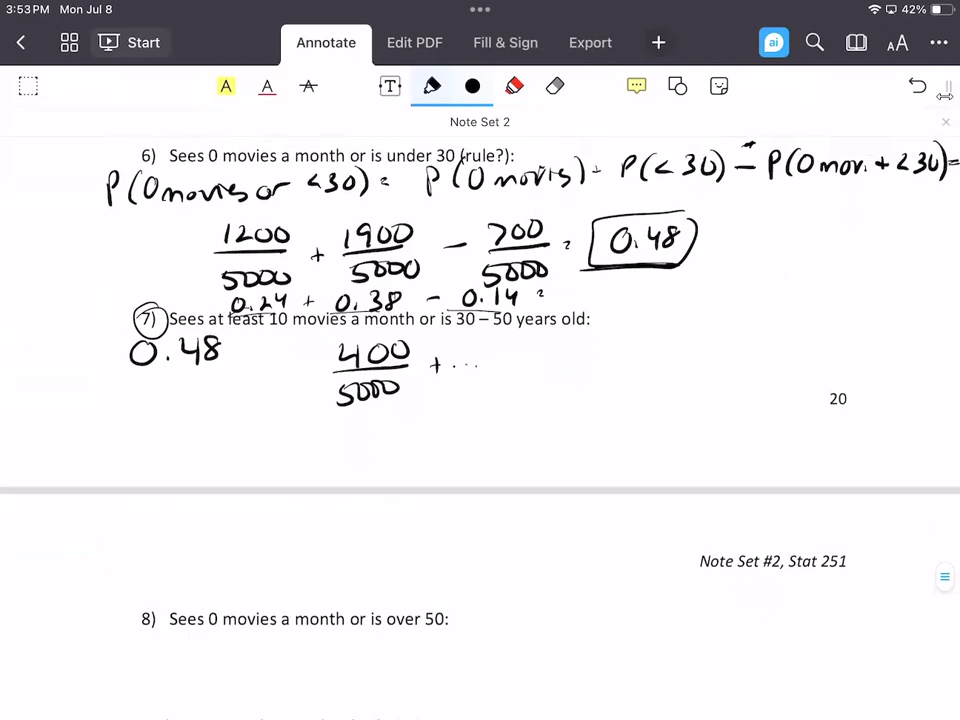 3:53 PM Mon Jul 8 42%
Start Annotate Edit PDF Fill & Sign Export + ai AA
A A A T
Note Set 2
6) Sees 0 movies a month or is under 30 (rule?):
P(0 movies or <30) = P(0 movies) + P(<30) - P(0 mov. + <30) =
1200/5000 + 1900/5000 - 700/5000 = 0.48
0.24 + 0.38 - 0.14 =
7) Sees at least 10 movies a month or is 30 – 50 years old:
0.48 400/5000 + ...
20
Note Set #2, Stat 251
8) Sees 0 movies a month or is over 50: